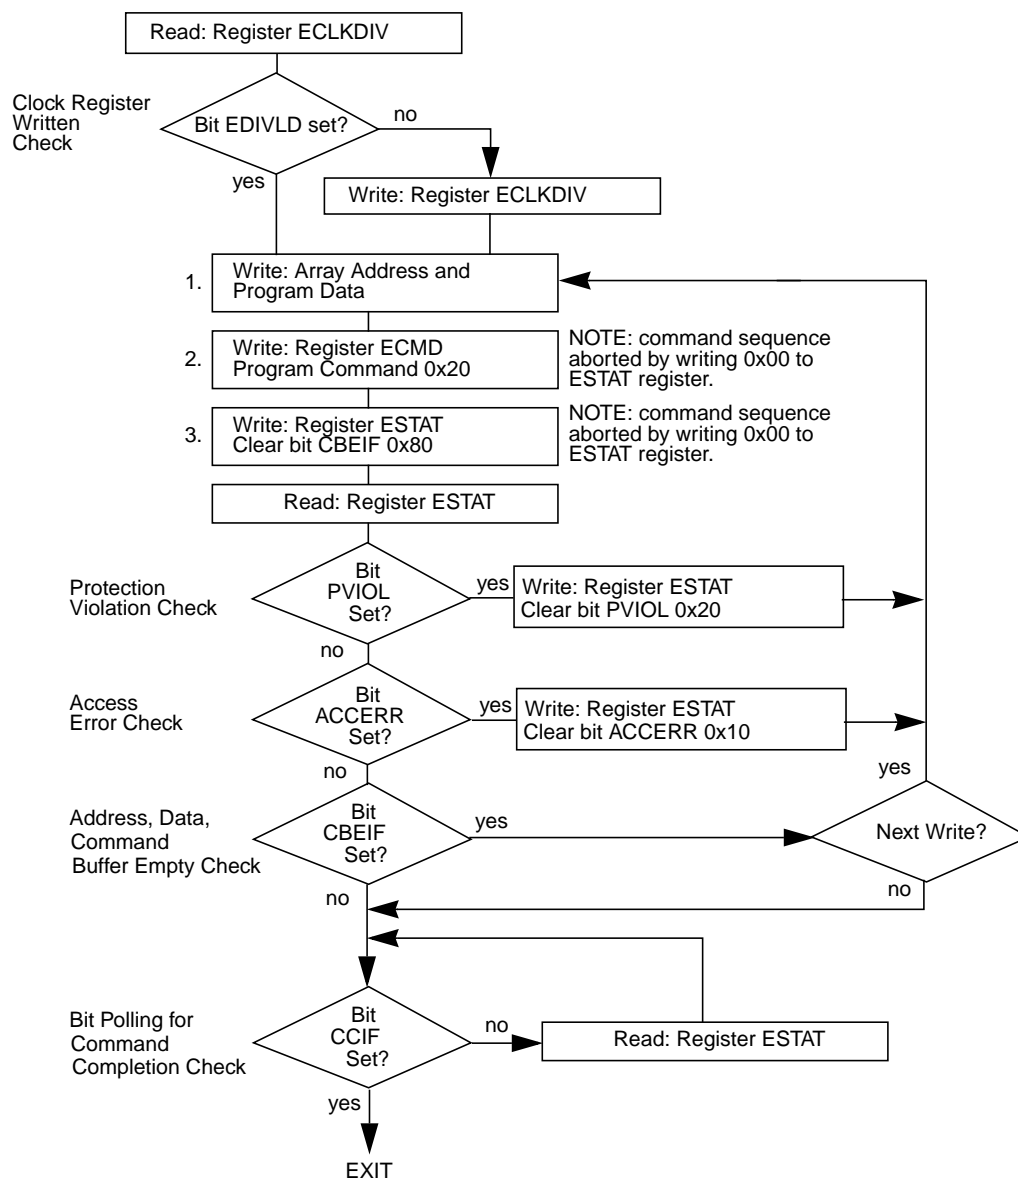 Read: Register ECLKDIV
Clock Register
Written
Check
Bit EDIVLD set?
no
yes
Write: Register ECLKDIV
1.
Write: Array Address and
Program Data
2.
Write: Register ECMD
Program Command 0x20
NOTE: command sequence
aborted by writing 0x00 to
ESTAT register.
3.
Write: Register ESTAT
Clear bit CBEIF 0x80
NOTE: command sequence
aborted by writing 0x00 to
ESTAT register.
Read: Register ESTAT
Protection
Violation Check
Bit
PVIOL
Set?
yes
Write: Register ESTAT
Clear bit PVIOL 0x20
no
Access
Error Check
Bit
ACCERR
Set?
yes
Write: Register ESTAT
Clear bit ACCERR 0x10
no
yes
Address, Data,
Command
Buffer Empty Check
Bit
CBEIF
Set?
yes
Next Write?
no
no
Bit Polling for
Command
Completion Check
Bit
CCIF
Set?
no
Read: Register ESTAT
yes
EXIT